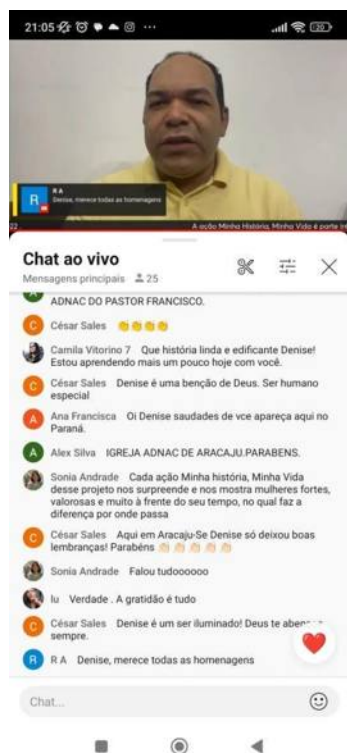 21:05
R A
R
Denise, merece todas as homenagens
02
A ação Minha História, Minha Vida é parte
Chat ao vivo
Mensagens principais 25
ADNAC DO PASTOR FRANCISCO.
C César Sales 👏👏👏👏
Camila Vitorino 7 Que história linda e edificante Denise!
Estou aprendendo mais um pouco hoje com você.
C César Sales Denise é uma benção de Deus. Ser humano
especial
A Ana Francisca Oi Denise saudades de vce apareça aqui no
Paraná.
A Alex Silva IGREJA ADNAC DE ARACAJU.PARABENS.
Sonia Andrade Cada ação Minha história, Minha Vida
desse projeto nos surpreende e nos mostra mulheres fortes,
valorosas e muito à frente do seu tempo, no qual faz a
diferença por onde passa
C César Sales Aqui em Aracaju-Se Denise só deixou boas
lembranças! Parabéns 👏🏻👏🏻👏🏻👏🏻👏🏻
Sonia Andrade Falou tudoooooo
lu Verdade . A gratidão é tudo
C César Sales Denise é um ser iluminado! Deus te
sempre.
R R A Denise, merece todas as homenagens
Chat...